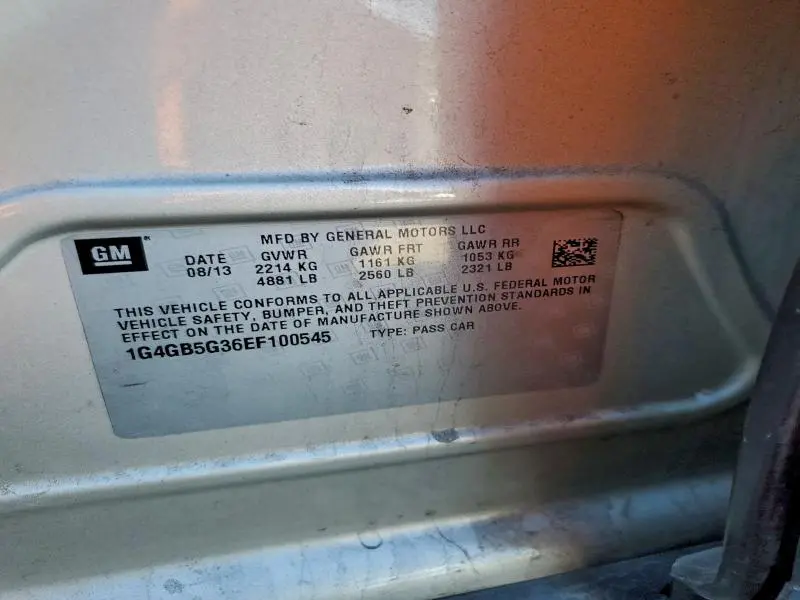 GM
MFD BY GENERAL MOTORS LLC
DATE GVWR GAWR FRT GAWR RR
08/13 2214 KG 1161 KG 1053 KG
4881 LB 2560 LB 2321 LB
THIS VEHICLE CONFORMS TO ALL APPLICABLE U.S. FEDERAL MOTOR
VEHICLE SAFETY, BUMPER, AND THEFT PREVENTION STANDARDS IN
EFFECT ON THE DATE OF MANUFACTURE SHOWN ABOVE.
1G4GB5G36EF100545 TYPE: PASS CAR